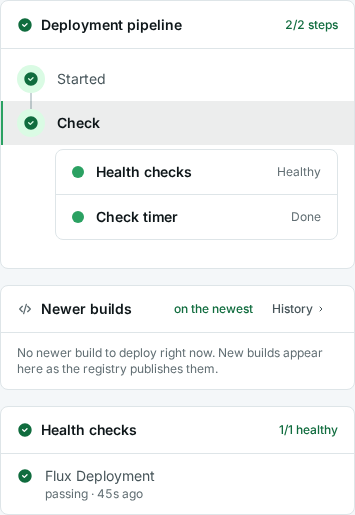 Deployment pipeline 2/2 steps
Started
Check
Health checks Healthy
Check timer Done
Newer builds on the newest History ›
No newer build to deploy right now. New builds appear
here as the registry publishes them.
Health checks 1/1 healthy
Flux Deployment
passing · 45s ago